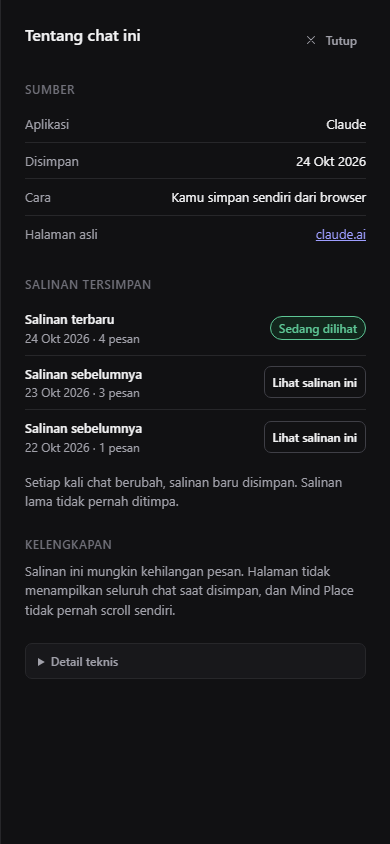 Tentang chat ini
Tutup
SUMBER
Aplikasi Claude
Disimpan 24 Okt 2026
Cara Kamu simpan sendiri dari browser
Halaman asli claude.ai
SALINAN TERSIMPAN
Salinan terbaru
24 Okt 2026 · 4 pesan
Sedang dilihat
Salinan sebelumnya
23 Okt 2026 · 3 pesan
Lihat salinan ini
Salinan sebelumnya
22 Okt 2026 · 1 pesan
Lihat salinan ini
Setiap kali chat berubah, salinan baru disimpan. Salinan
lama tidak pernah ditimpa.
KELENGKAPAN
Salinan ini mungkin kehilangan pesan. Halaman tidak
menampilkan seluruh chat saat disimpan, dan Mind Place
tidak pernah scroll sendiri.
Detail teknis